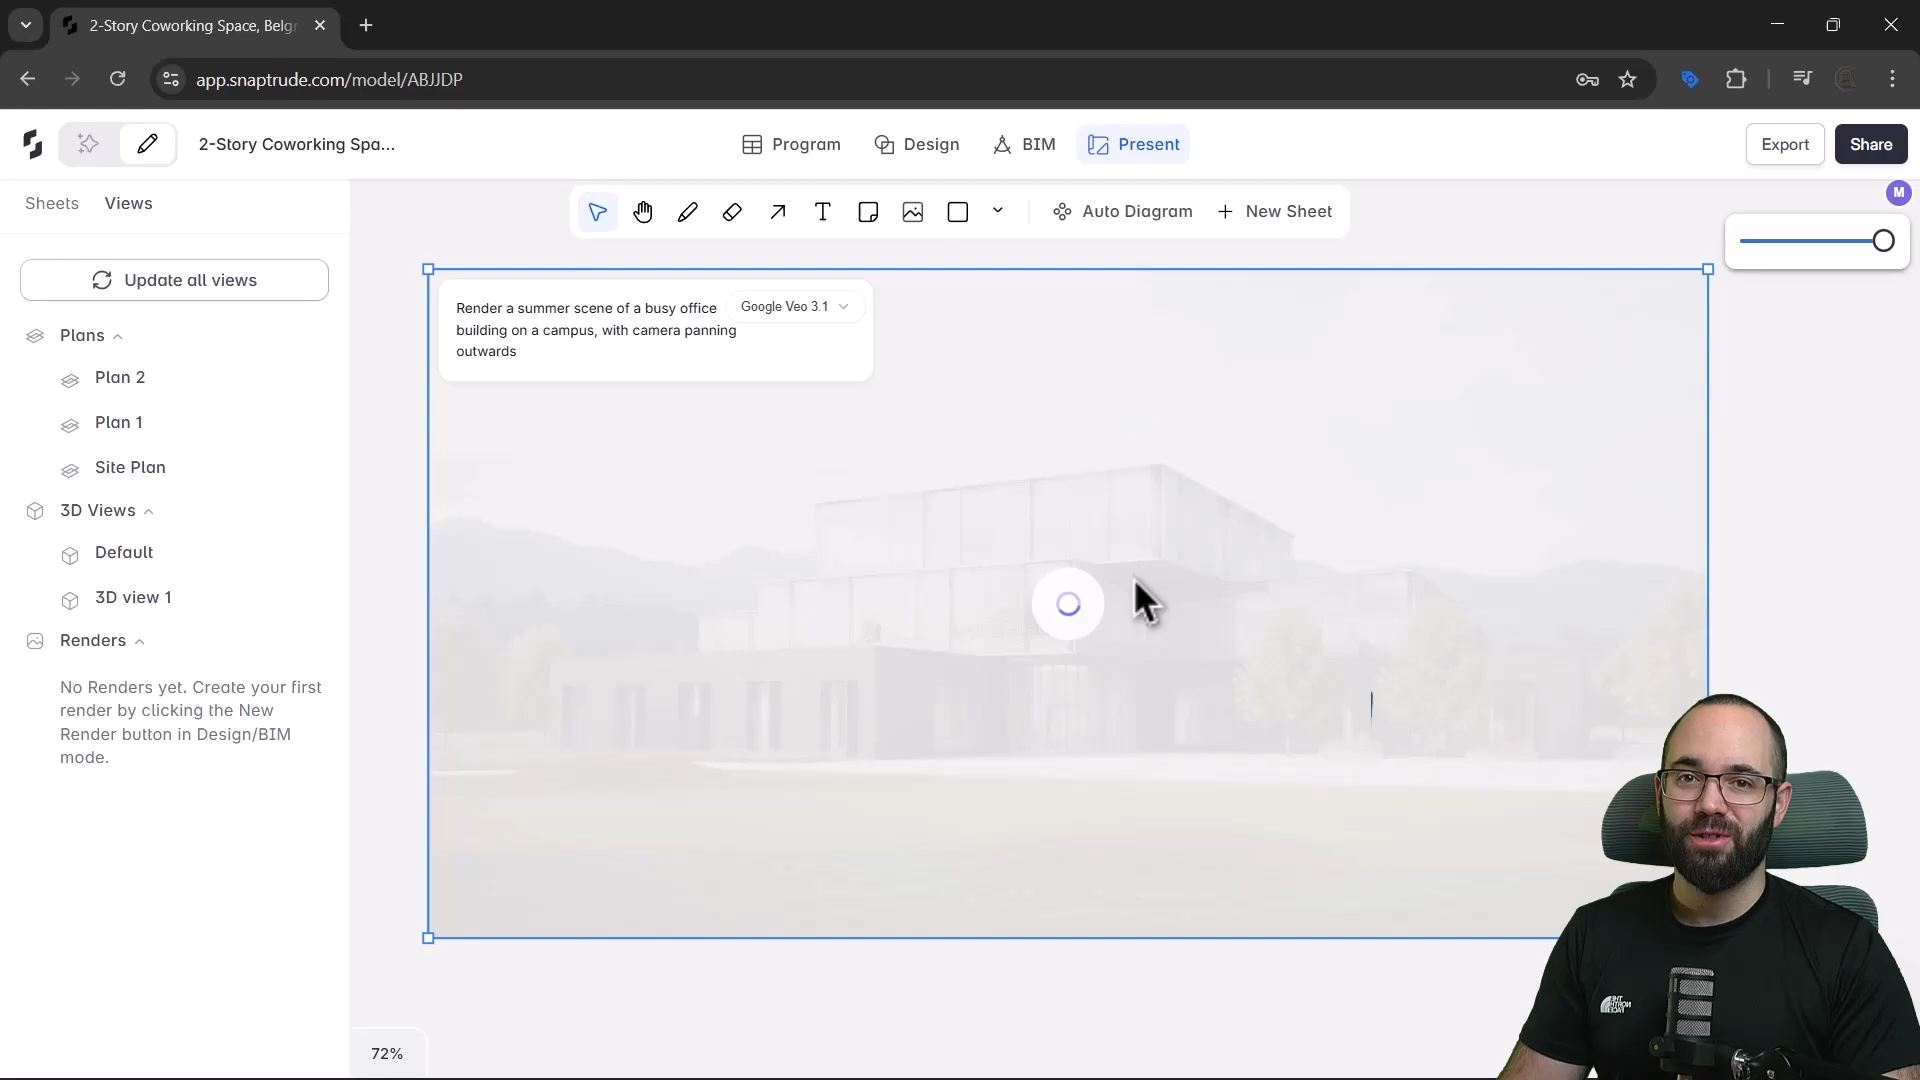 2-Story Coworking Space, Belgr
app.snaptrude.com/model/ABJJDP
2-Story Coworking Spa...
Program
Design
BIM
Present
Export
Share
M
Sheets
Views
Auto Diagram
New Sheet
Update all views
Plans
Plan 2
Plan 1
Site Plan
3D Views
Default
3D view 1
Renders
No Renders yet. Create your first
render by clicking the New
Render button in Design/BIM
mode.
Render a summer scene of a busy office
building on a campus, with camera panning
outwards
Google Veo 3.1
72%
THE
NORTH
FACE